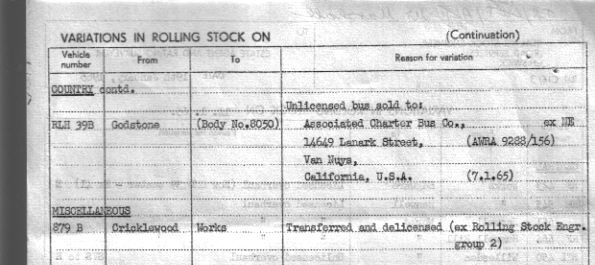 VARIATIONS IN ROLLING STOCK ON (Continuation)
Vehicle number From To Reason for variation
COUNTRY contd.
Unlicensed bus sold to:
RLH 39B Godstone (Body No.8050) Associated Charter Bus Co., ex NE
14649 Lanark Street, (AWRA 9288/156)
Van Nuys,
California, U.S.A. (7.1.65)
MISCELLANEOUS
879 B Cricklewood Works Transferred and delicensed (ex Rolling Stock Engr.
group 2)